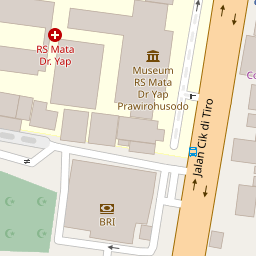 RS Mata
Dr. Yap
Museum
RS Mata
Dr Yap
Prawirohusodo
Jalan Cik di Tiro
BRI